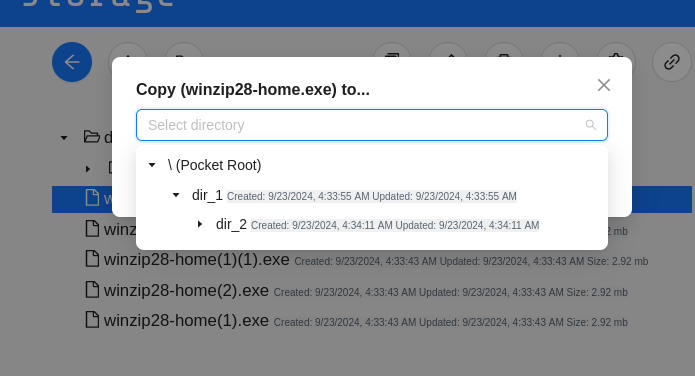 Storage
Copy (winzip28-home.exe) to...
Select directory
\ (Pocket Root)
dir_1 Created: 9/23/2024, 4:33:55 AM Updated: 9/23/2024, 4:33:55 AM
dir_2 Created: 9/23/2024, 4:34:11 AM Updated: 9/23/2024, 4:34:11 AM
winzip28-home(1)(1).exe Created: 9/23/2024, 4:33:43 AM Updated: 9/23/2024, 4:33:43 AM Size: 2.92 mb
winzip28-home(2).exe Created: 9/23/2024, 4:33:43 AM Updated: 9/23/2024, 4:33:43 AM Size: 2.92 mb
winzip28-home(1).exe Created: 9/23/2024, 4:33:43 AM Updated: 9/23/2024, 4:33:43 AM Size: 2.92 mb